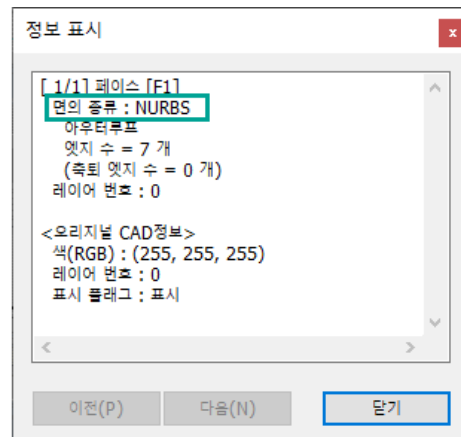 정보 표시
x
[ 1/1] 페이스 [F1]
면의 종류 : NURBS
아우터루프
엣지 수 = 7 개
(축퇴 엣지 수 = 0 개)
레이어 번호 : 0
<오리지널 CAD정보>
색(RGB) : (255, 255, 255)
레이어 번호 : 0
표시 플래그 : 표시
이전(P)
다음(N)
닫기